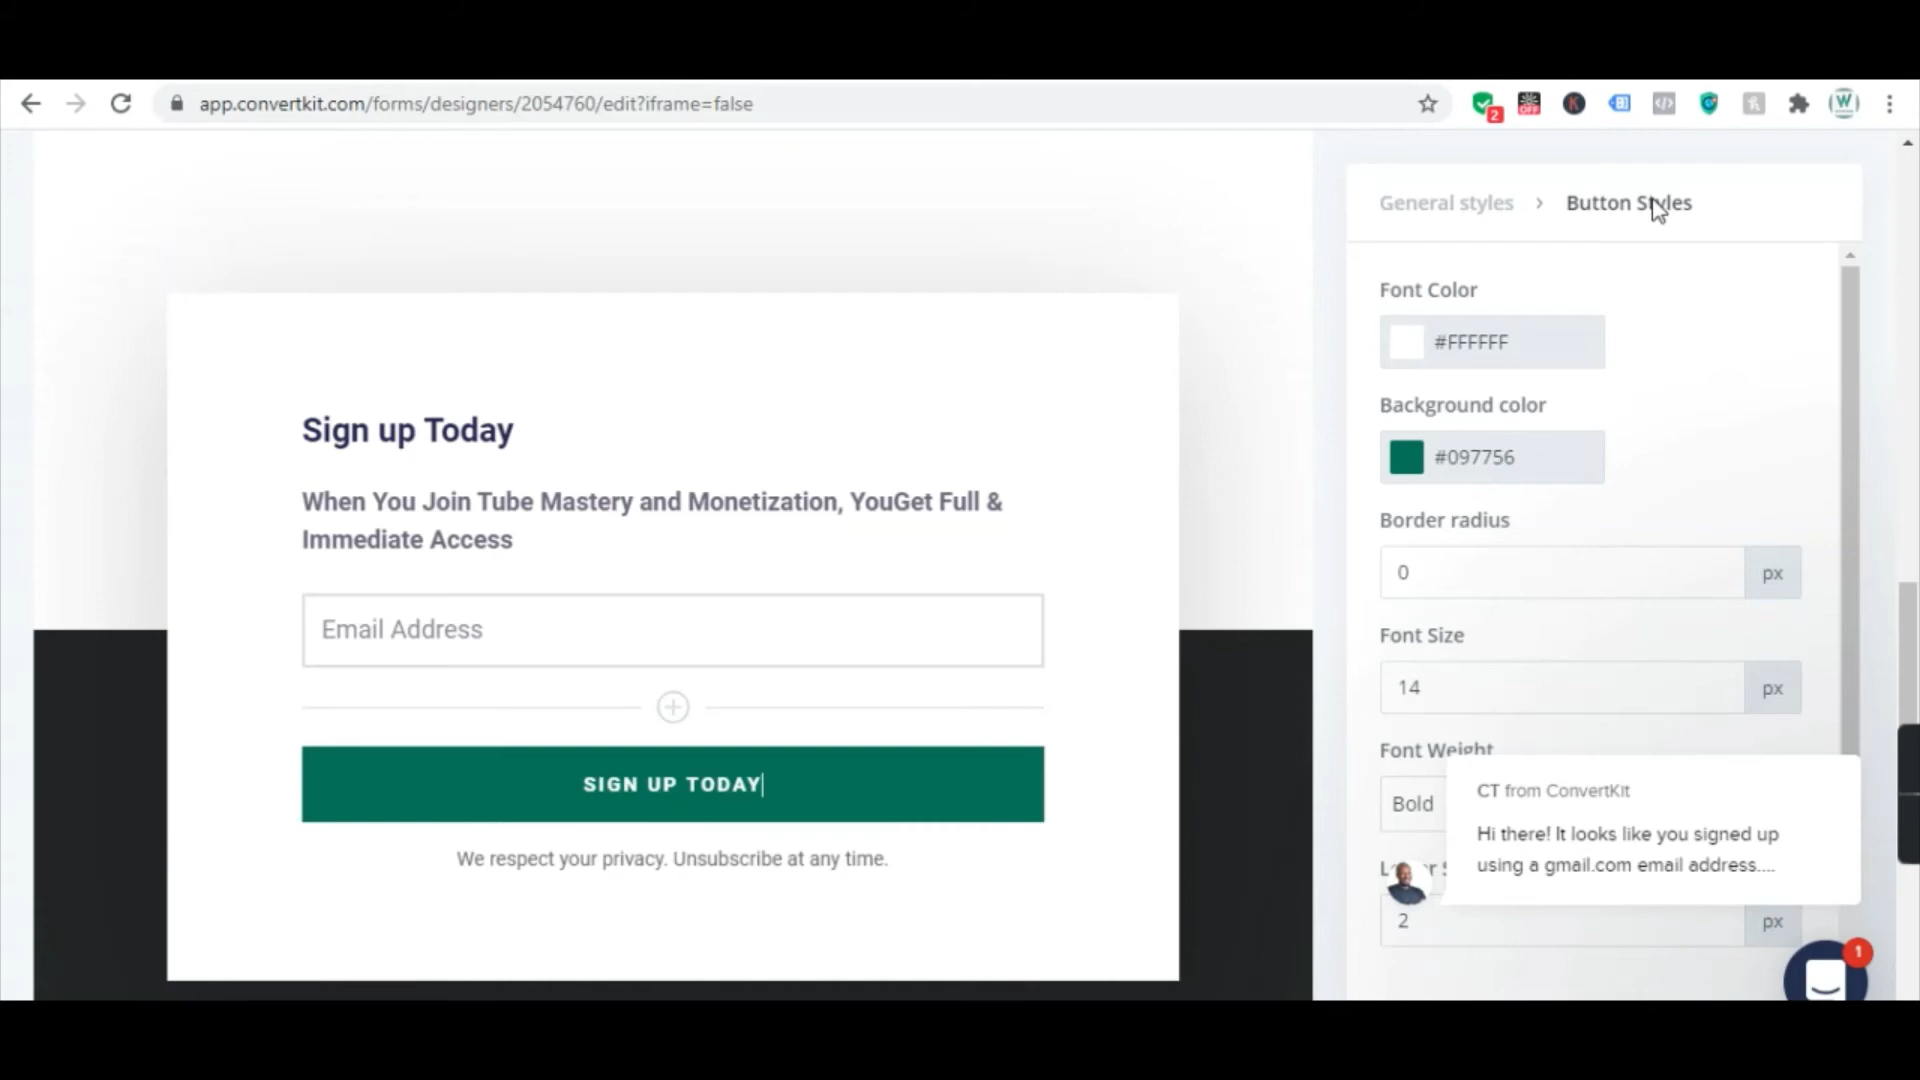 app.convertkit.com/forms/designers/2054760/edit?iframe=false
2
OFF
K
W
General styles > Button Styles
Font Color
#FFFFFF
Background color
#097756
Border radius
0 px
Font Size
14 px
Font Weight
Bold
2 px
CT from ConvertKit
Hi there! It looks like you signed up
using a gmail.com email address....
1
Sign up Today
When You Join Tube Mastery and Monetization, YouGet Full &
Immediate Access
Email Address
SIGN UP TODAY
We respect your privacy. Unsubscribe at any time.